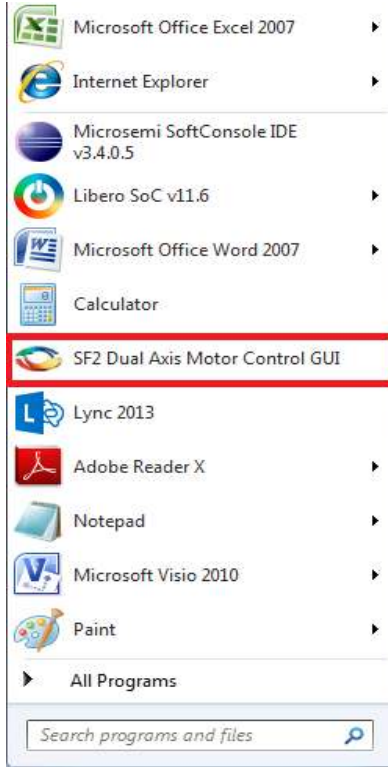 Microsoft Office Excel 2007
Internet Explorer
Microsemi SoftConsole IDE
v3.4.0.5
Libero SoC v11.6
Microsoft Office Word 2007
Calculator
SF2 Dual Axis Motor Control GUI
Lync 2013
Adobe Reader X
Notepad
Microsoft Visio 2010
Paint
All Programs
Search programs and files